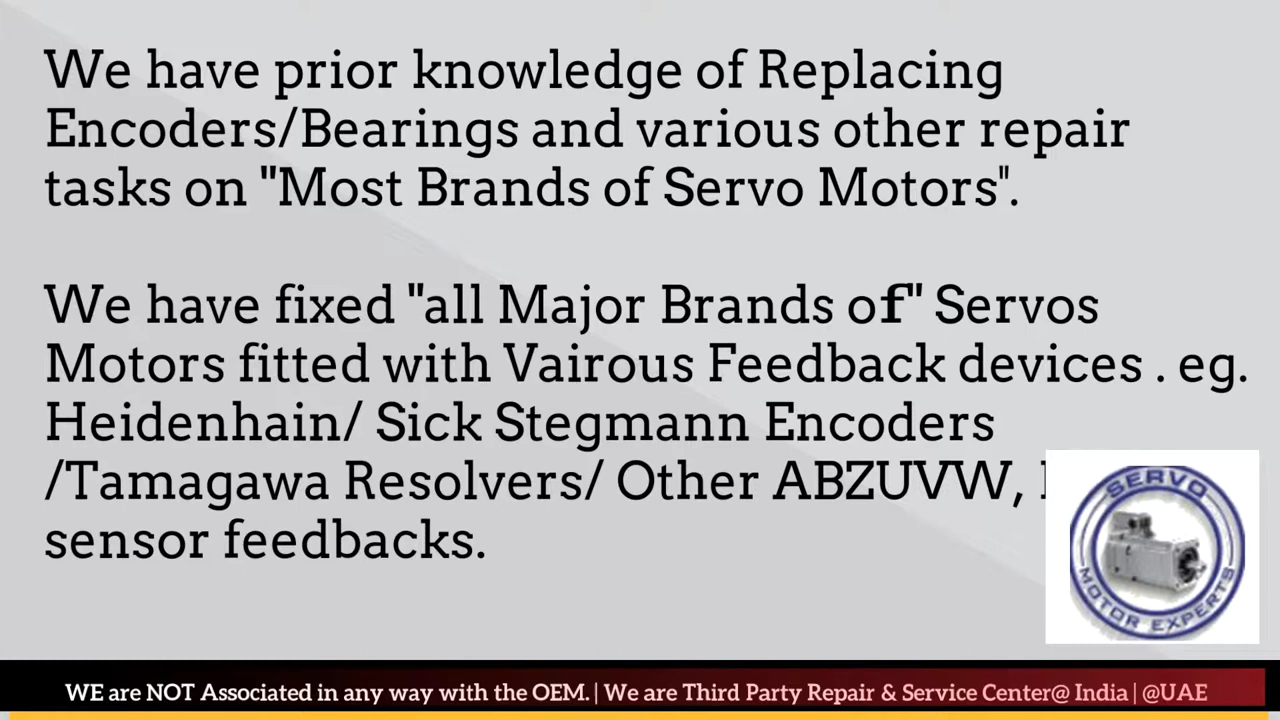 We have prior knowledge of Replacing
Encoders/Bearings and various other repair
tasks on "Most Brands of Servo Motors".
We have fixed "all Major Brands of" Servos
Motors fitted with Vairous Feedback devices . eg.
Heidenhain/ Sick Stegmann Encoders
/Tamagawa Resolvers/ Other ABZUVW,
sensor feedbacks.
SERVO
MOTOR EXPERTS
WE are NOT Associated in any way with the OEM. | We are Third Party Repair & Service Center@ India | @UAE